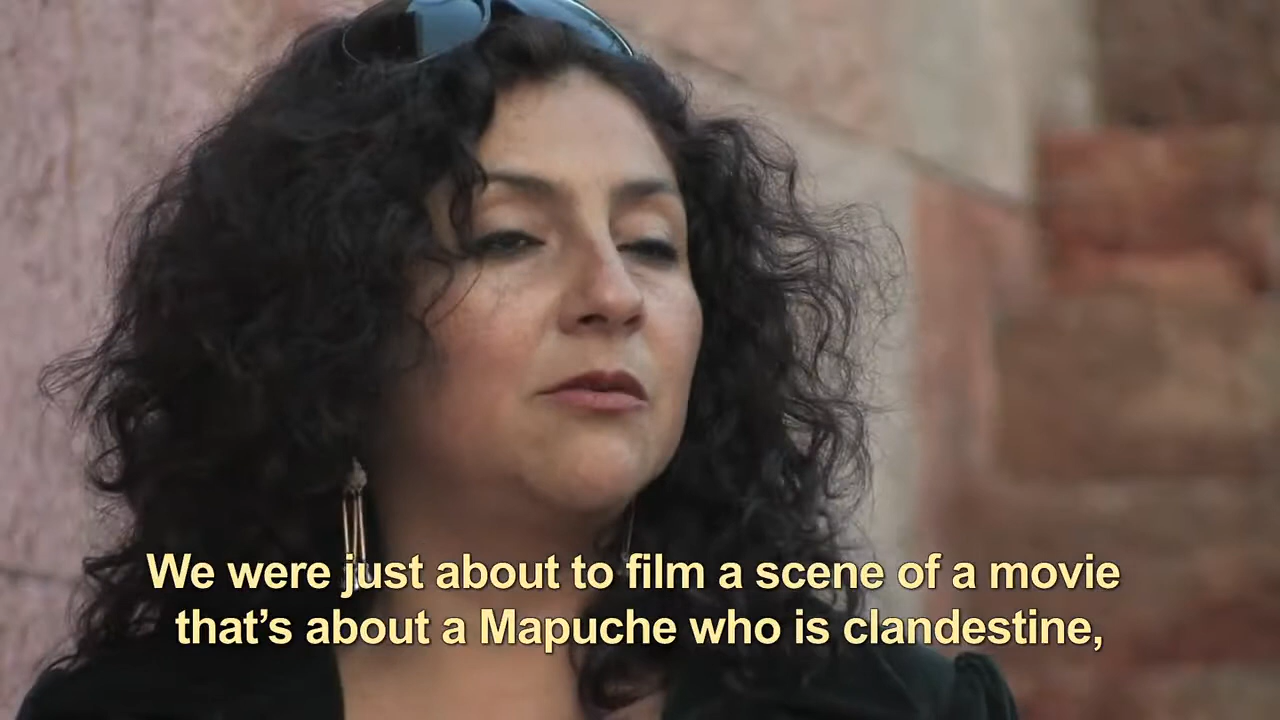 We were just about to film a scene of a movie
that’s about a Mapuche who is clandestine,